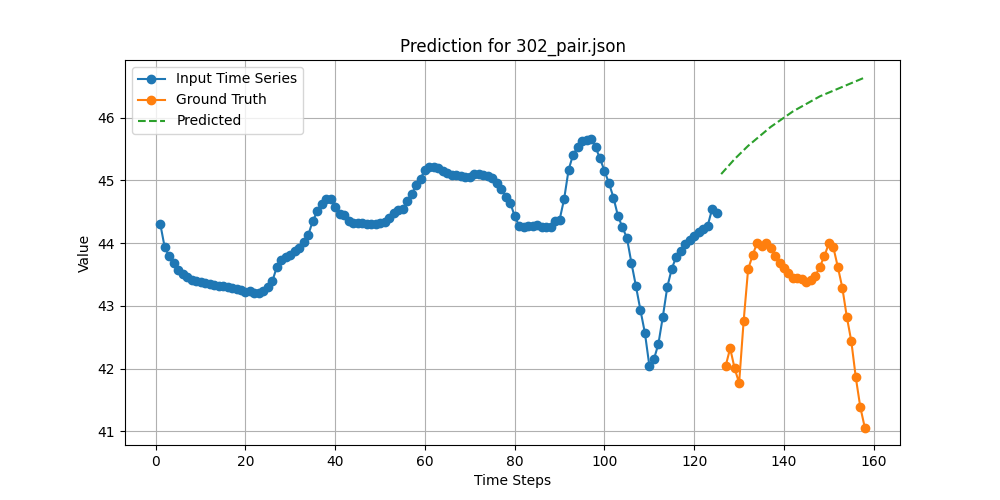 Prediction for 302_pair.json
Input Time Series
Ground Truth
Predicted
Value
46
45
44
43
42
41
0 20 40 60 80 100 120 140 160
Time Steps